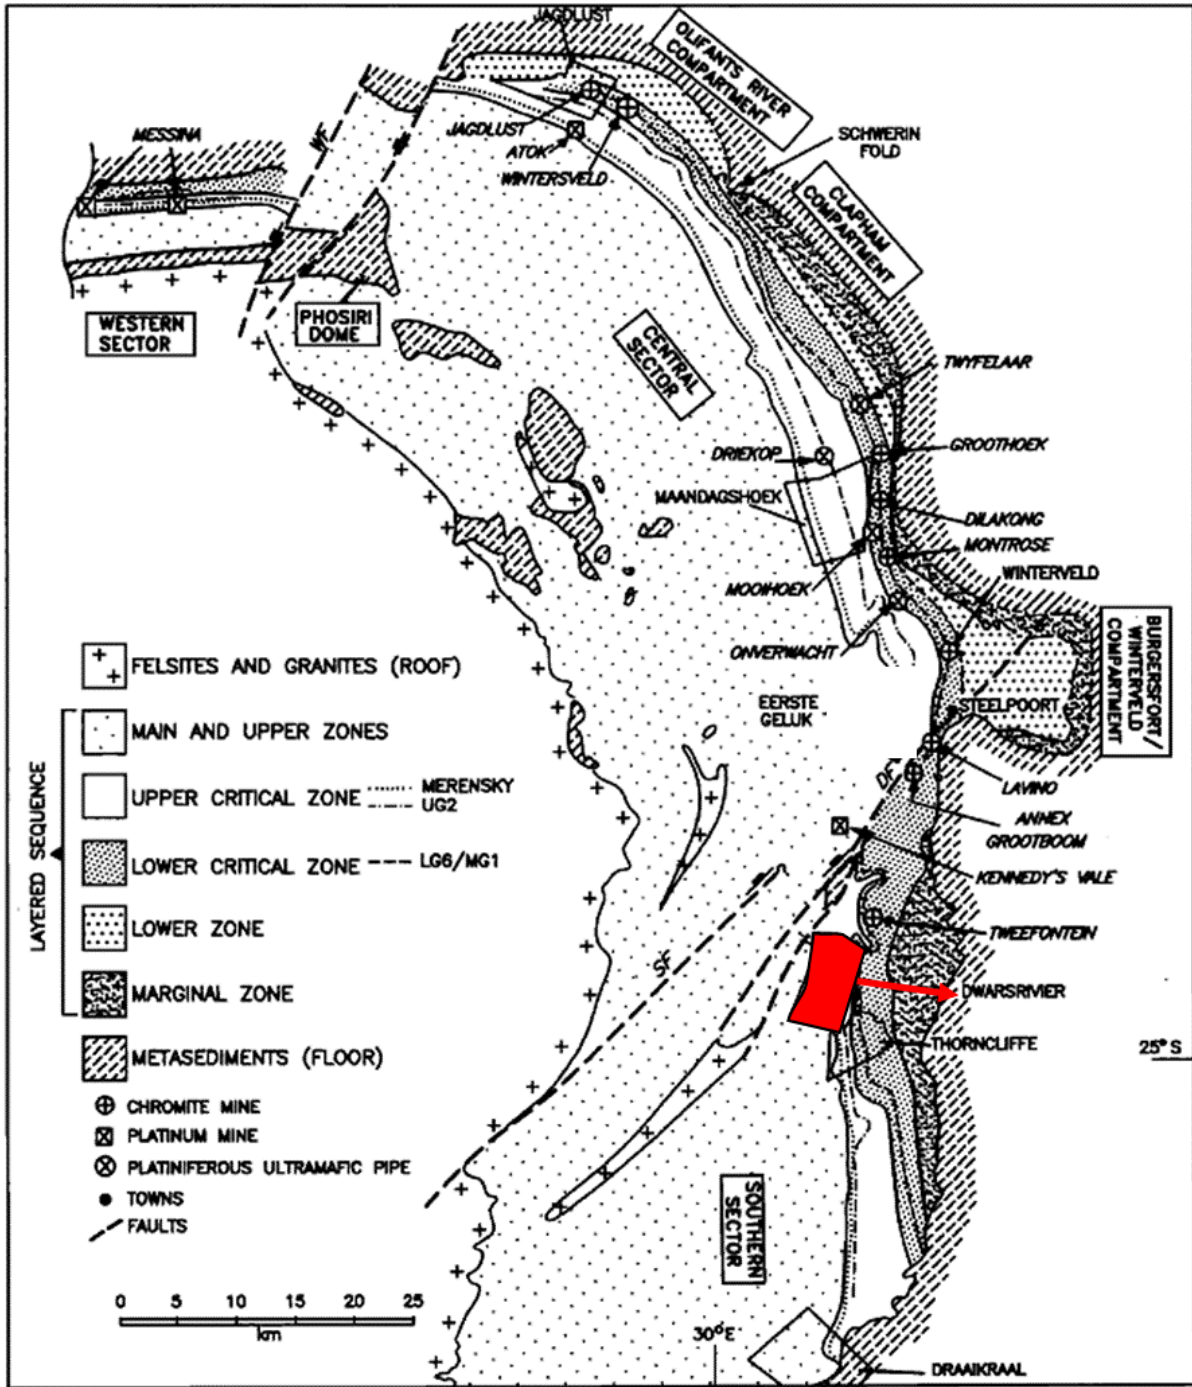 JAGDLUST
OLIFANTS RIVER
COMPARTMENT
MESSINA
WF
JAGDLUST
ATOK
WINTERSVELD
SCHWERIN
FOLD
CLAPHAM
COMPARTMENT
WESTERN
SECTOR
PHOSIRI
DOME
CENTRAL
SECTOR
TWYFELAAR
DRIEKOP
GROOTHOEK
MAANDAGSHOEK
DILAKONG
MONTROSE
MOOIHOEK
WINTERVELD
BURGERSFORT/
WINTERVELD
COMPARTMENT
ONVERWACHT
FELSITES AND GRANITES (ROOF)
EERSTE
GELUK
STEELPOORT
LAYERED SEQUENCE
MAIN AND UPPER ZONES
UPPER CRITICAL ZONE
MERENSKY
UG2
DF
LAVINO
ANNEX
GROOTBOOM
LOWER CRITICAL ZONE
LG6/MG1
KENNEDY'S VALE
LOWER ZONE
TWEEFONTEIN
SF
MARGINAL ZONE
DWARSRIVIER
METASEDIMENTS (FLOOR)
THORNCLIFFE
25° S
CHROMITE MINE
PLATINUM MINE
PLATINIFEROUS ULTRAMAFIC PIPE
TOWNS
FAULTS
SOUTHERN
SECTOR
0 5 10 15 20 25
km
30°E
DRAAIKRAAL